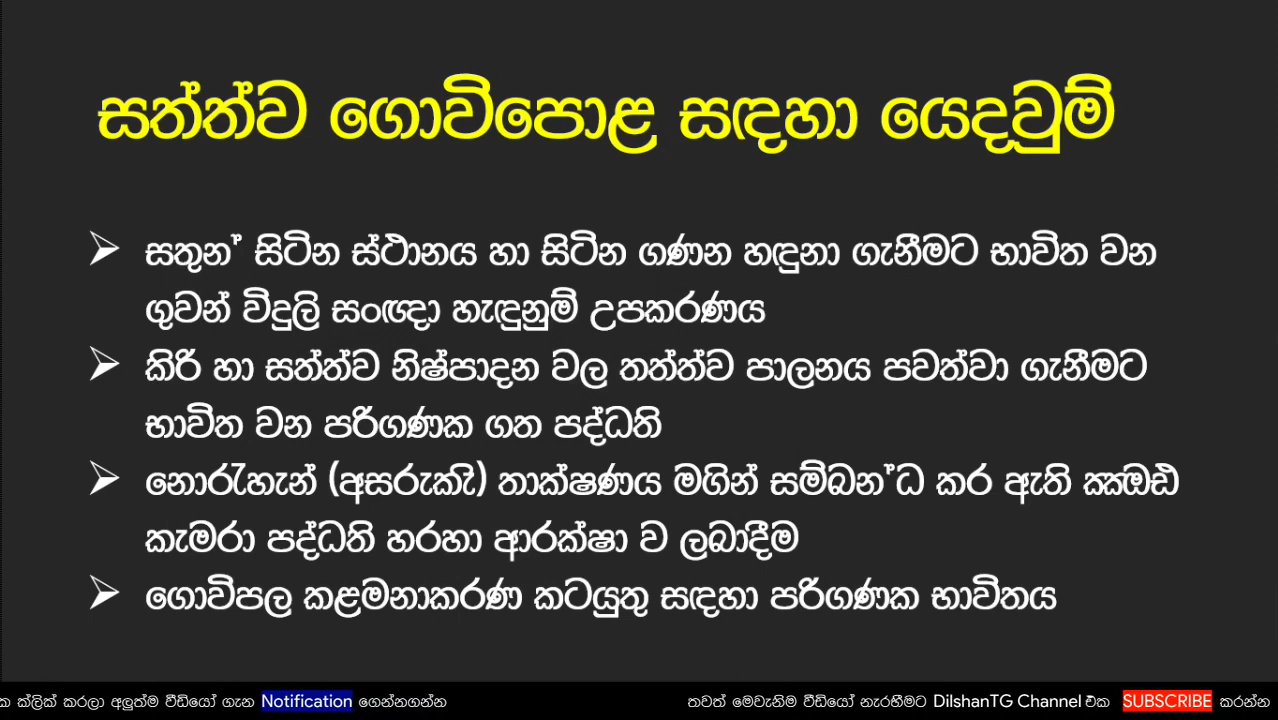 සත්ත්ව ගොවිපොළ සඳහා යෙදවුම්
➢ සතුන් සිටින ස්ථානය හා සිටින ගණන හඳුනා ගැනීමට භාවිත වන
ගුවන් විදුලි සංඥා හැඳුනුම් උපකරණය
➢ කිරි හා සත්ත්ව නිෂ්පාදන වල තත්ත්ව පාලනය පවත්වා ගැනීමට
භාවිත වන පරිගණක ගත පද්ධති
➢ නොරැහැන් (අසරුකිෑ) තාක්ෂණය මගින් සම්බන්ධ කර ඇති
කැමරා පද්ධති හරහා ආරක්ෂා ව ලබාදීම
➢ ගොවිපල කළමනාකරණ කටයුතු සඳහා පරිගණක භාවිතය
ක ක්ලික් කරලා අලුත්ම වීඩියෝ ගැන Notification ගෙන්නගන්න තවත් මෙවැනිම වීඩියෝ නැරඹීමට DilshanTG Channel එක SUBSCRIBE කරන්න